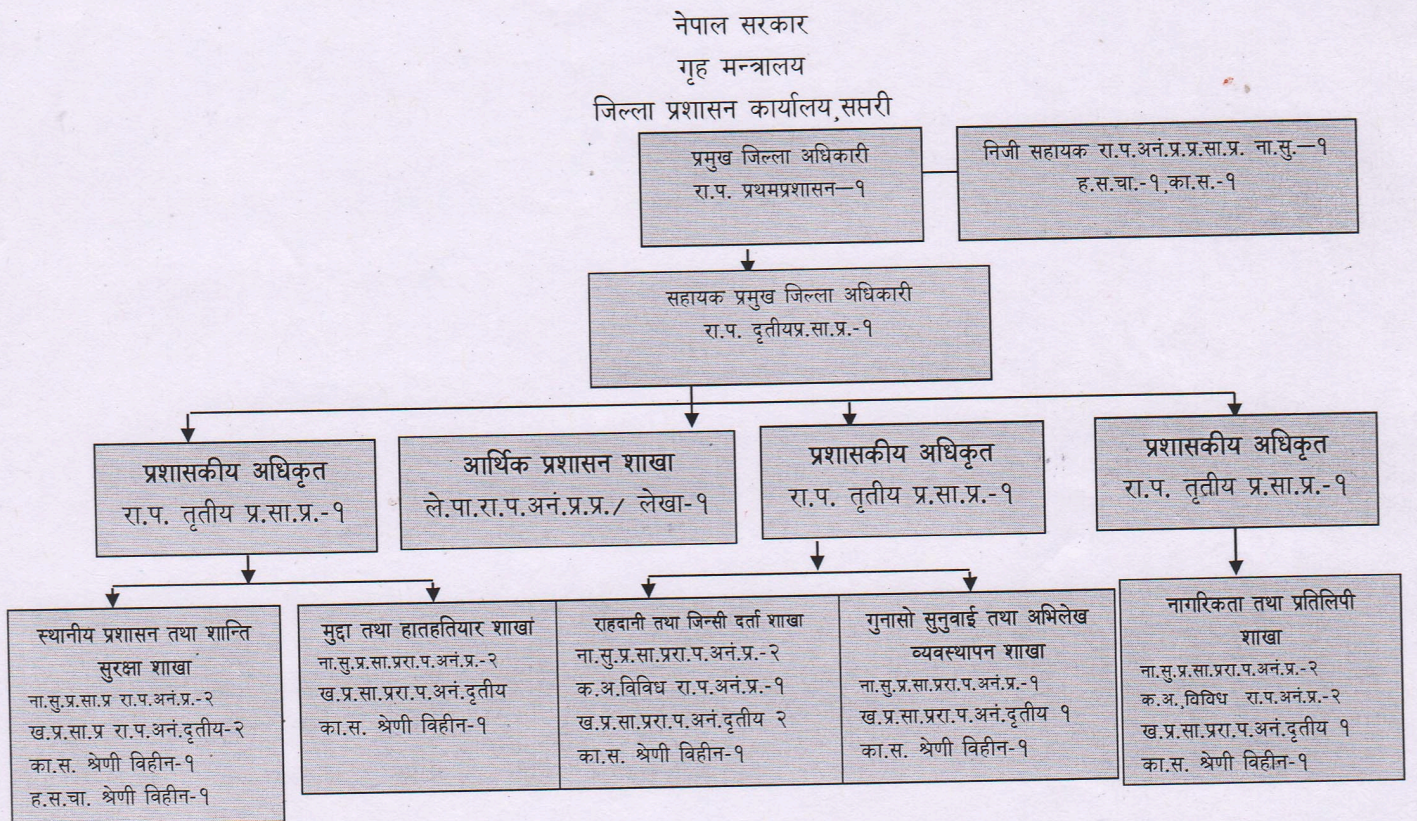 नेपाल सरकार
गृह मन्त्रालय
जिल्ला प्रशासन कार्यालय,सप्तरी
प्रमुख जिल्ला अधिकारी
रा.प. प्रथमप्रशासन—१
निजी सहायक रा.प.अनं.प्र.प्र.सा.प्र. ना.सु.—१
ह.स.चा.-१,का.स.-१
सहायक प्रमुख जिल्ला अधिकारी
रा.प. दृतीयप्र.सा.प्र.-१
प्रशासकीय अधिकृत
रा.प. तृतीय प्र.सा.प्र.-१
आर्थिक प्रशासन शाखा
ले.पा.रा.प.अनं.प्र.प्र./ लेखा-१
प्रशासकीय अधिकृत
रा.प. तृतीय प्र.सा.प्र.-१
प्रशासकीय अधिकृत
रा.प. तृतीय प्र.सा.प्र.-१
स्थानीय प्रशासन तथा शान्ति
सुरक्षा शाखा
ना.सु.प्र.सा.प्र रा.प.अनं.प्र.-२
ख.प्र.सा.प्र रा.प.अनं.दृतीय-२
का.स. श्रेणी विहीन-१
ह.स.चा. श्रेणी विहीन-१
मुद्दा तथा हातहतियार शाखा
ना.सु.प्र.सा.प्ररा.प.अनं.प्र.-२
ख.प्र.सा.प्ररा.प.अनं.दृतीय
का.स. श्रेणी विहीन-१
राहदानी तथा जिन्सी दर्ता शाखा
ना.सु.प्र.सा.प्ररा.प.अनं.प्र.-२
क.अ.विविध रा.प.अनं.प्र.-१
ख.प्र.सा.प्ररा.प.अनं.दृतीय २
का.स. श्रेणी विहीन-१
गुनासो सुनुवाई तथा अभिलेख
व्यवस्थापन शाखा
ना.सु.प्र.सा.प्ररा.प.अनं.प्र.-१
ख.प्र.सा.प्ररा.प.अनं.दृतीय १
का.स. श्रेणी विहीन-१
नागरिकता तथा प्रतिलिपी
शाखा
ना.सु.प्र.सा.प्ररा.प.अनं.प्र.-२
क.अ.,विविध रा.प.अनं.प्र.-२
ख.प्र.सा.प्ररा.प.अनं.दृतीय १
का.स. श्रेणी विहीन-१